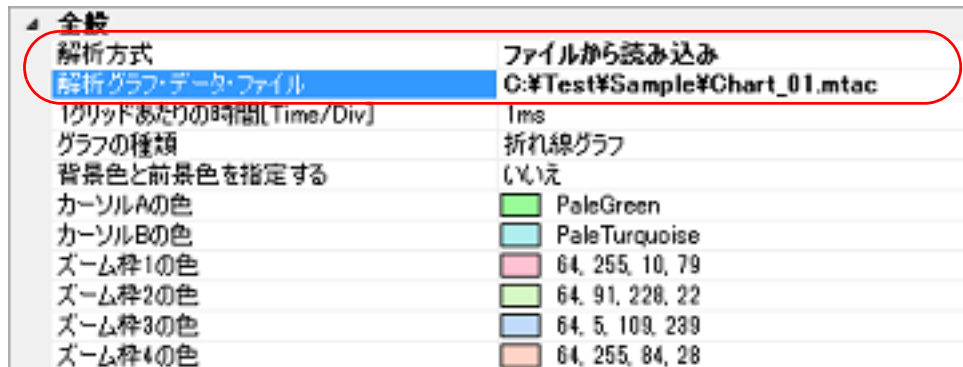 全般
解析方式 ファイルから読み込み
解析グラフ・データ・ファイル C:¥Test¥Sample¥Chart_01.mtac
1グリッドあたりの時間[Time/Div] 1ms
グラフの種類 折れ線グラフ
背景色と前景色を指定する いいえ
カーソルAの色 PaleGreen
カーソルBの色 PaleTurquoise
ズーム枠1の色 64, 255, 10, 79
ズーム枠2の色 64, 91, 228, 22
ズーム枠3の色 64, 5, 109, 239
ズーム枠4の色 64, 255, 84, 28